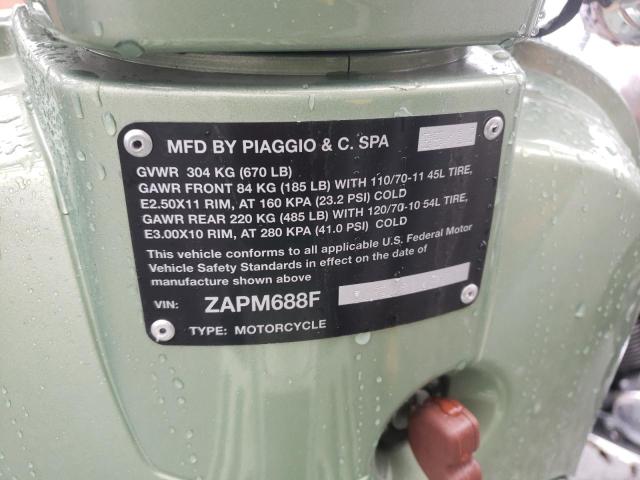 MFD BY PIAGGIO & C. SPA
GVWR 304 KG (670 LB)
GAWR FRONT 84 KG (185 LB) WITH 110/70-11 45L TIRE,
E2.50X11 RIM, AT 160 KPA (23.2 PSI) COLD
GAWR REAR 220 KG (485 LB) WITH 120/70-10 54L TIRE,
E3.00X10 RIM, AT 280 KPA (41.0 PSI) COLD
This vehicle conforms to all applicable U.S. Federal Motor
Vehicle Safety Standards in effect on the date of
manufacture shown above
VIN: ZAPM688F
TYPE: MOTORCYCLE